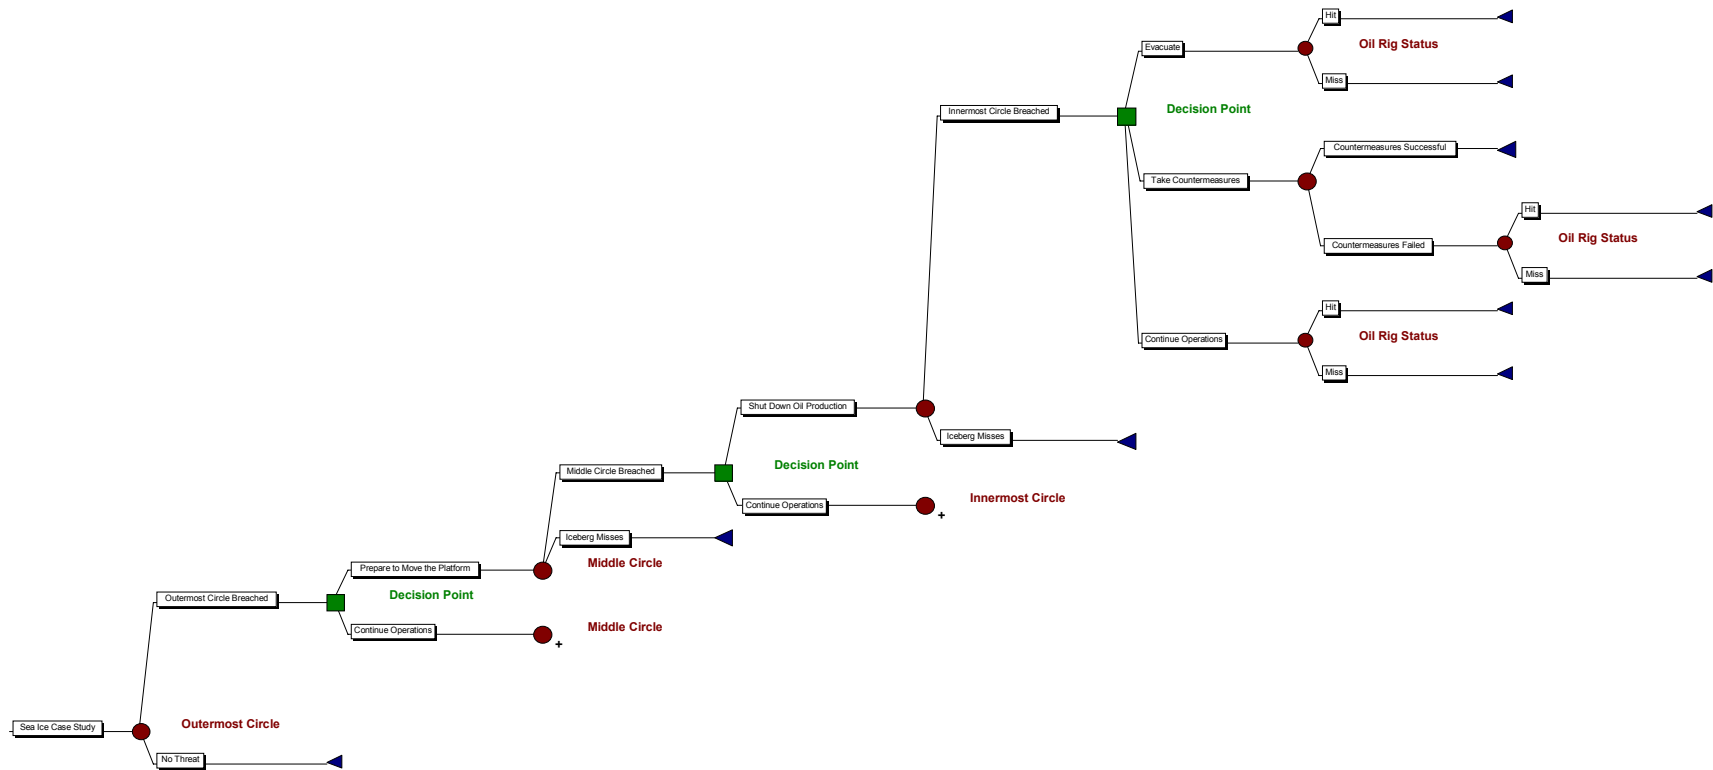 Hit
Oil Rig Status
Evacuate
Miss
Innermost Circle Breached
Decision Point
Countermeasures Successful
Take Countermeasures
Hit
Oil Rig Status
Countermeasures Failed
Miss
Hit
Oil Rig Status
Continue Operations
Miss
Shut Down Oil Production
Iceberg Misses
Decision Point
Middle Circle Breached
Innermost Circle
Continue Operations
+
Iceberg Misses
Middle Circle
Prepare to Move the Platform
Decision Point
Outermost Circle Breached
Middle Circle
Continue Operations
+
Outermost Circle
Sea Ice Case Study
No Threat